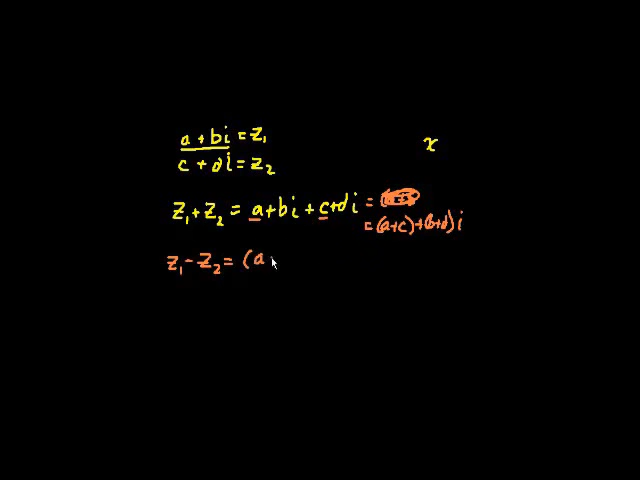 a + bi = z₁
x
c + di = z₂
z₁ + z₂ = a + bi + c + di =
= (a+c) + (b+d) i
z₁ - z₂ = (a